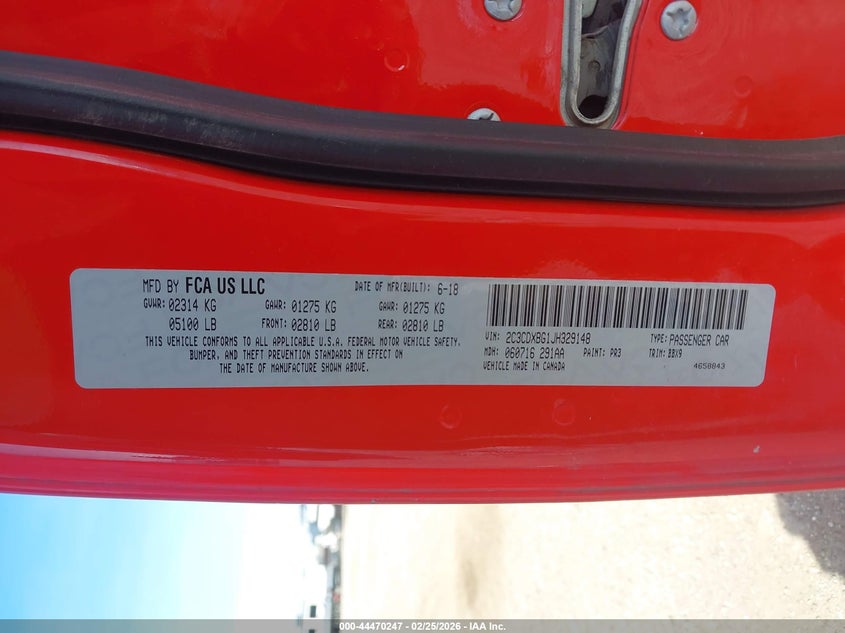 MFD BY FCA US LLC DATE OF MFR(BUILT): 6-18
GVWR: 02314 KG GAWR: 01275 KG GAWR: 01275 KG
05100 LB FRONT: 02810 LB REAR: 02810 LB
THIS VEHICLE CONFORMS TO ALL APPLICABLE U.S.A. FEDERAL MOTOR VEHICLE SAFETY,
BUMPER, AND THEFT PREVENTION STANDARDS IN EFFECT ON
THE DATE OF MANUFACTURE SHOWN ABOVE.
VIN: 2C3CDXBG1JH329148 TYPE: PASSENGER CAR
MDH: 060716 291AA PAINT: PR3 TRIM: BBX9
VEHICLE MADE IN CANADA 4658843
000-44470247 - 02/25/2026 - IAA Inc.